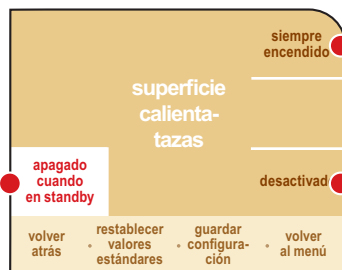 siempre
encendido
superficie
calienta-
tazas
apagado
cuando
en standby
desactivad
volver
atrás
restablecer
valores
estándares
guardar
configura-
ción
volver
al menú